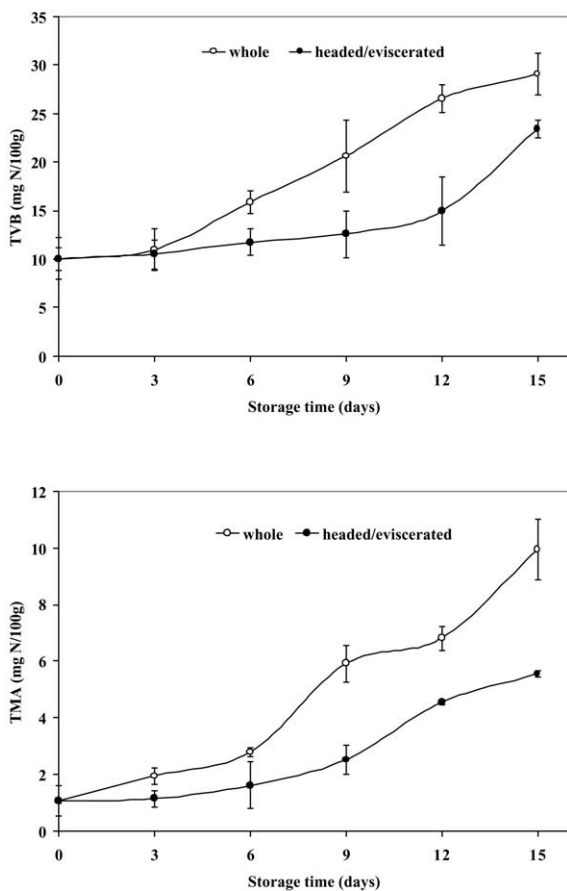 35
whole headed/eviscerated
30
25
20
15
10
5
0
TVB (mg N/100g)
0 3 6 9 12 15
Storage time (days)
12
whole headed/eviscerated
10
8
6
4
2
0
TMA (mg N/100g)
0 3 6 9 12 15
Storage time (days)